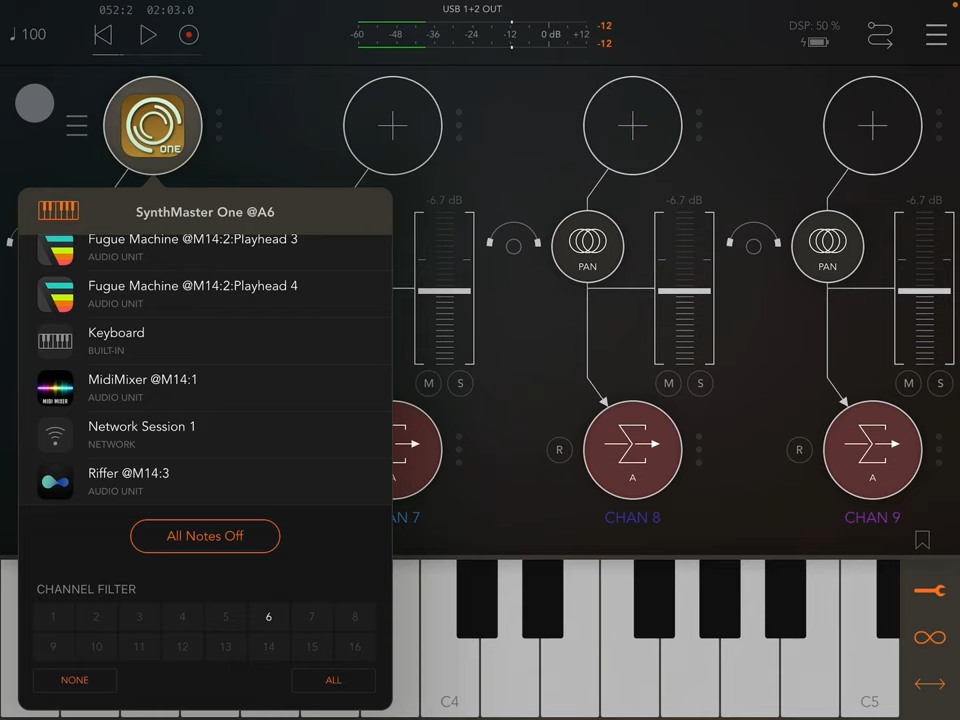 052:2 02:03.0
USB 1+2 OUT
♩ 100
-60 -48 -36 -24 -12 0 dB +12
-12
-12
DSP: 50 %
ONE
SynthMaster One @A6
Fugue Machine @M14:2:Playhead 3
AUDIO UNIT
Fugue Machine @M14:2:Playhead 4
AUDIO UNIT
Keyboard
BUILT-IN
MIDI MIXER
MidiMixer @M14:1
AUDIO UNIT
Network Session 1
NETWORK
Riffer @M14:3
AUDIO UNIT
All Notes Off
CHANNEL FILTER
1 2 3 4 5 6 7 8
9 10 11 12 13 14 15 16
NONE ALL
-6.7 dB -6.7 dB -6.7 dB
PAN PAN
M S M S M S
R R
A A A
AN 7 CHAN 8 CHAN 9
C4 C5